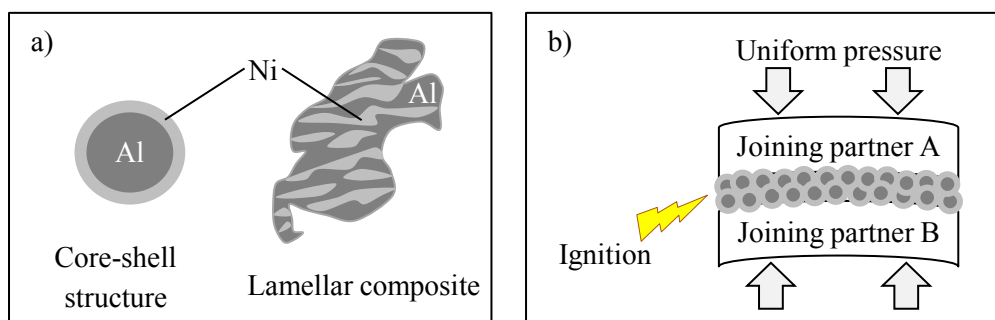 a)
Ni
Al
Al
Core-shell
structure
Lamellar composite
b)
Uniform pressure
Joining partner A
Ignition
Joining partner B